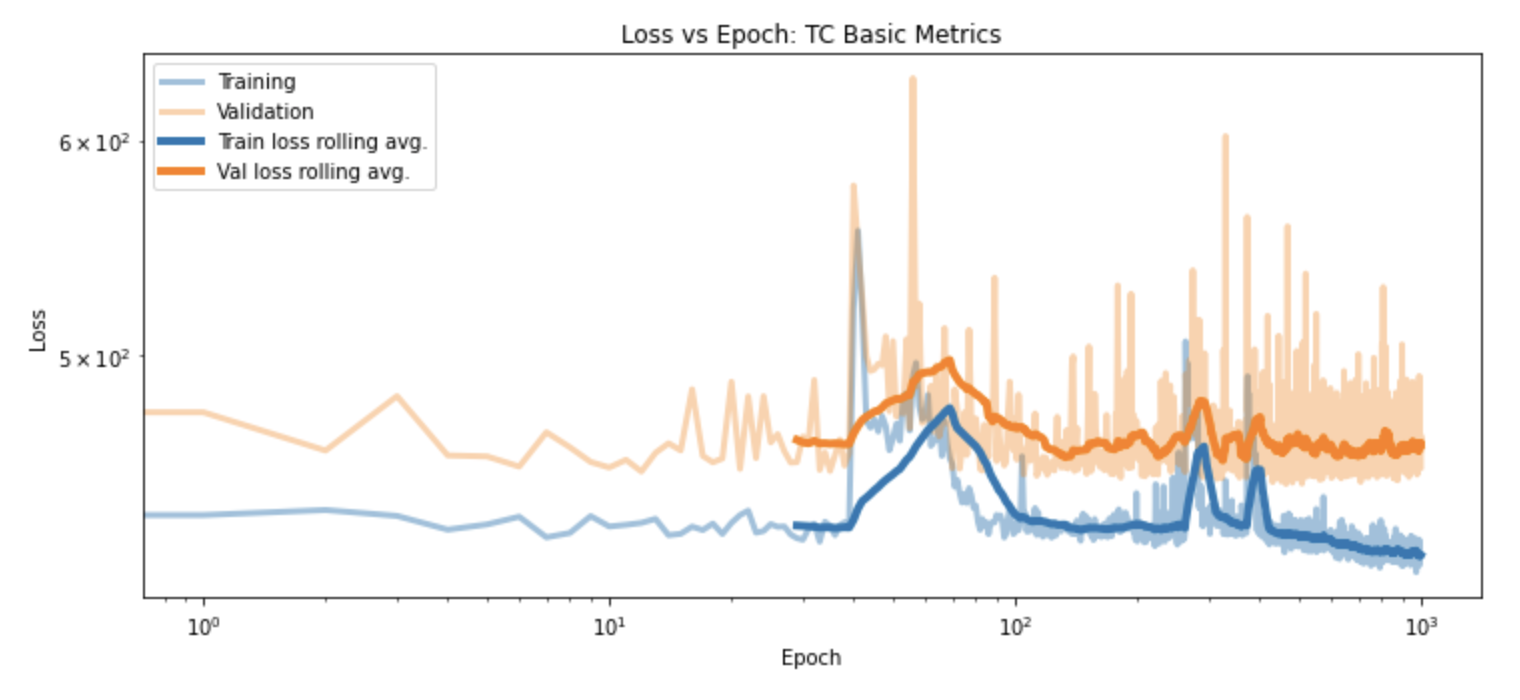 Loss vs Epoch: TC Basic Metrics
Training
Validation
Train loss rolling avg.
Val loss rolling avg.
6 × 10²
5 × 10²
Loss
10⁰
10¹
10²
10³
Epoch